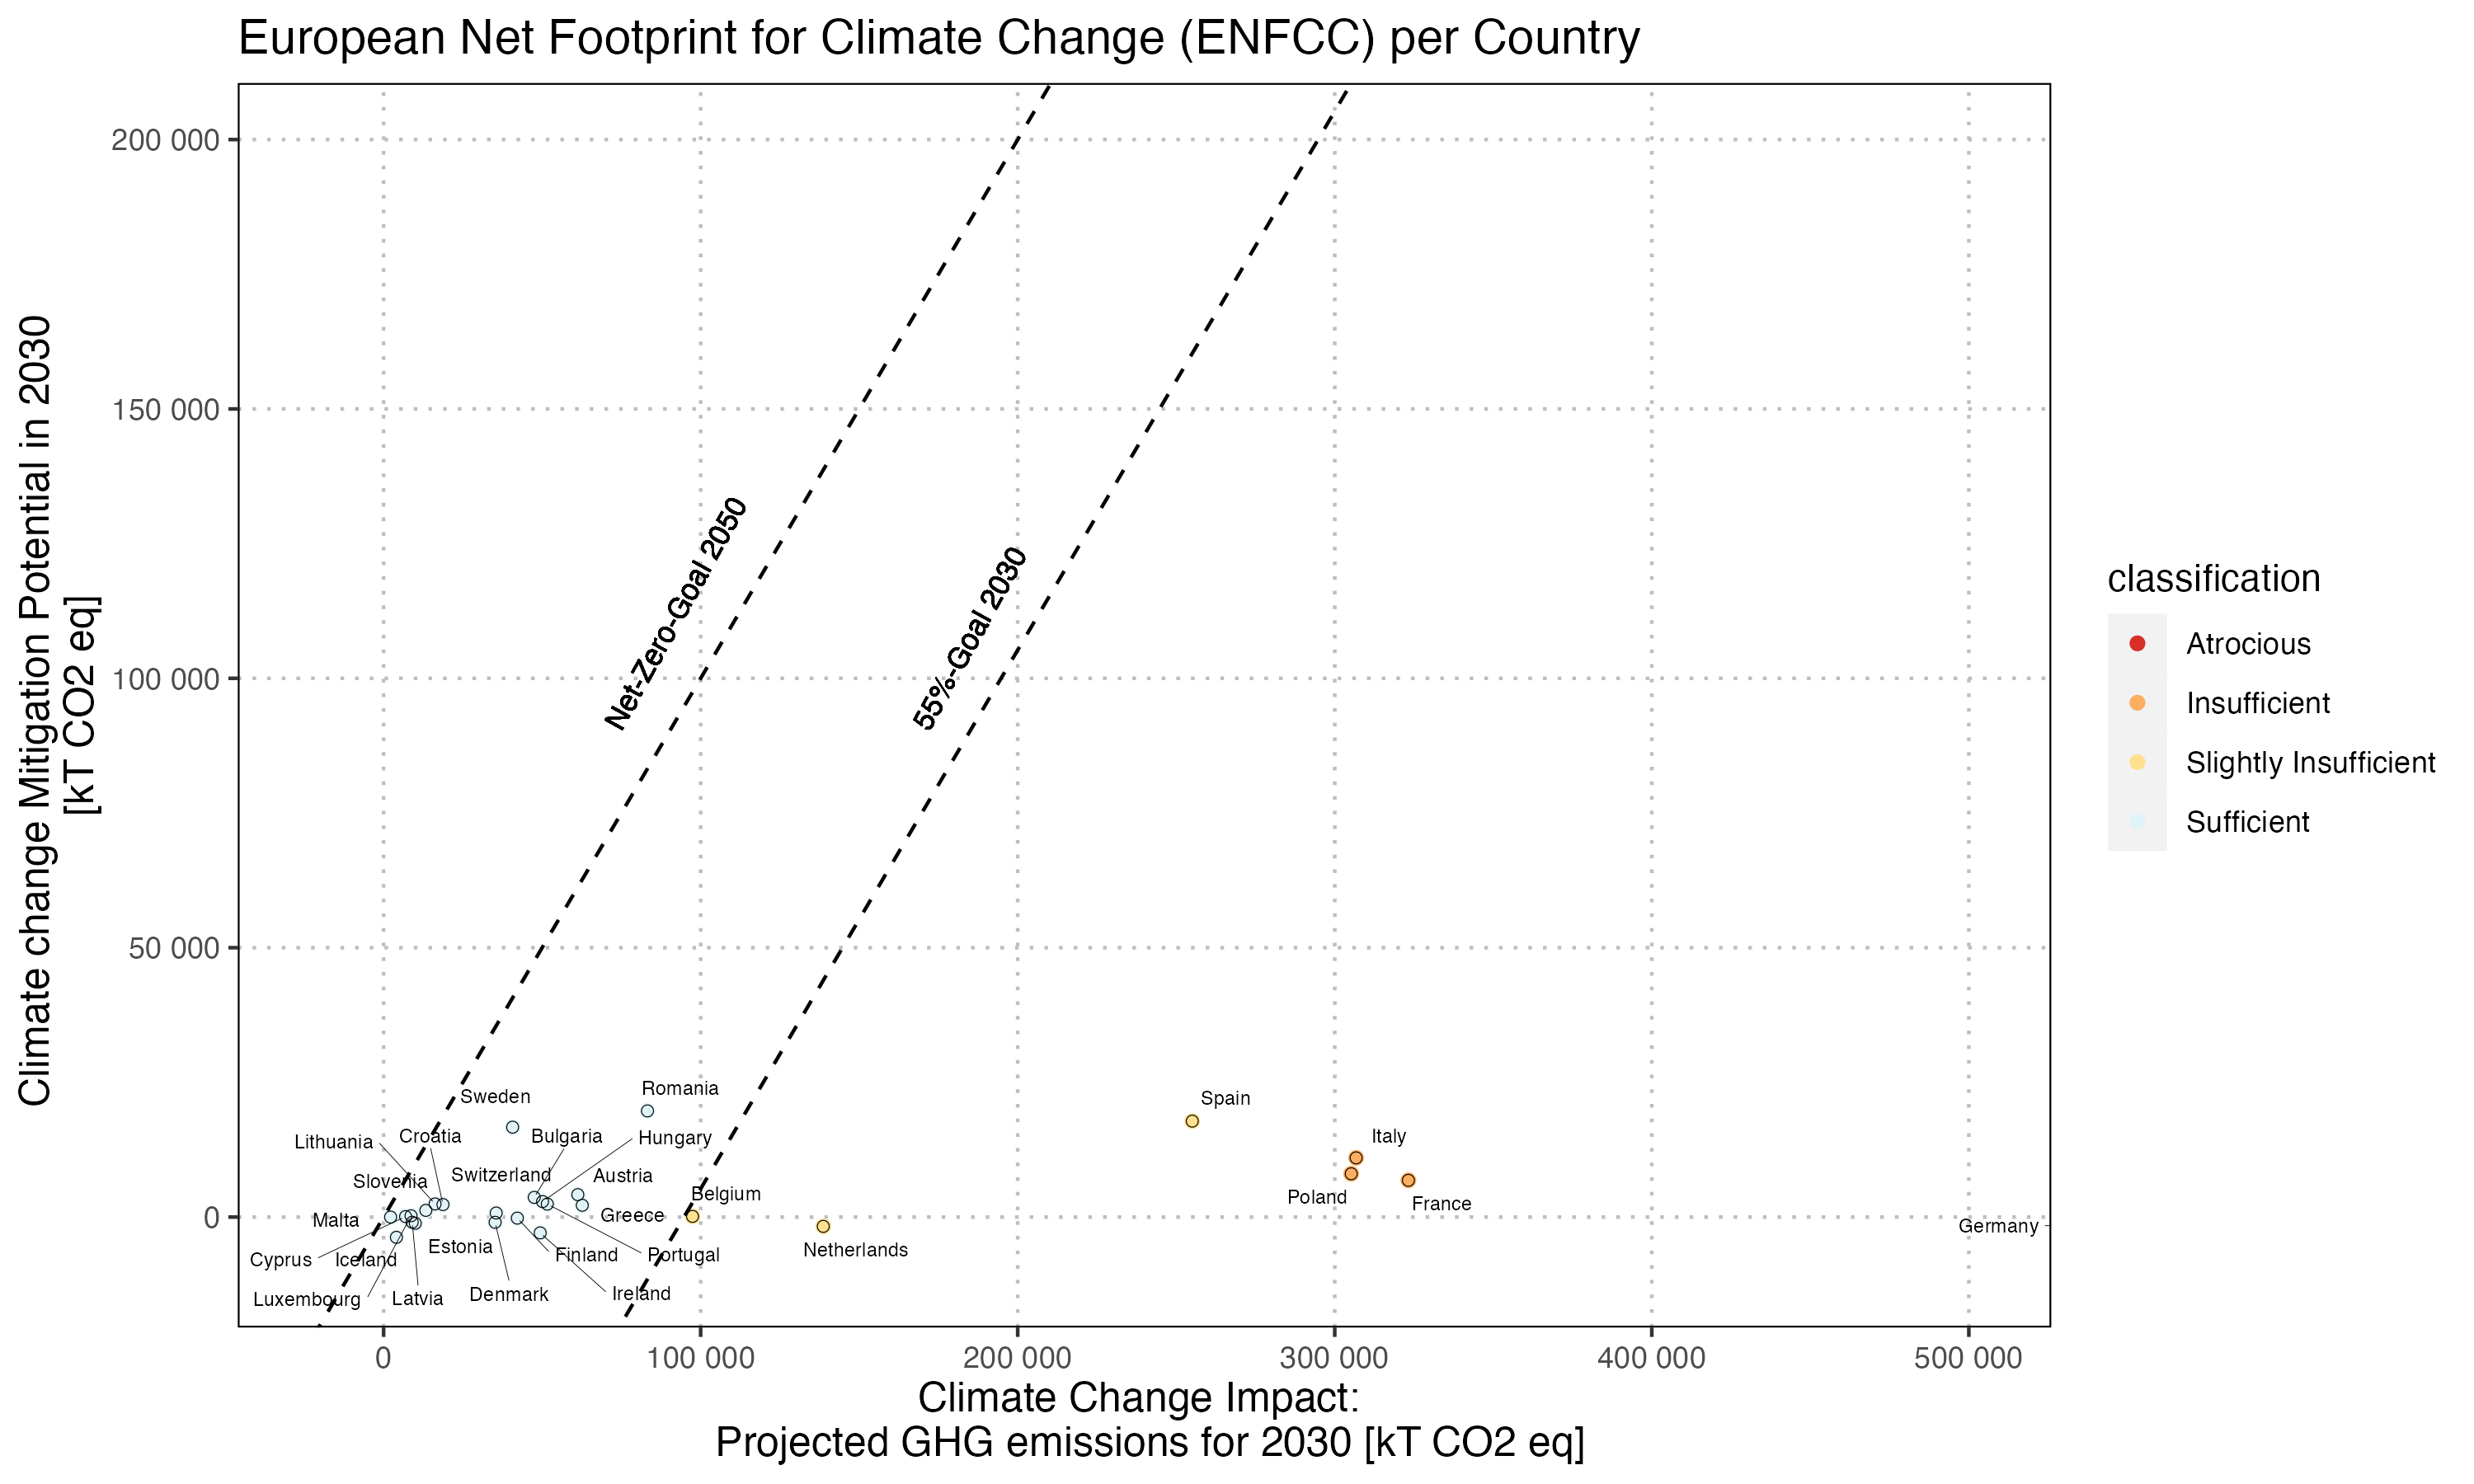 European Net Footprint for Climate Change (ENFCC) per Country
Climate change Mitigation Potential in 2030
[kT CO2 eq]
200 000
150 000
100 000
50 000
0
Net-Zero-Goal 2050
55%-Goal 2030
Romania
Sweden
Spain
Lithuania
Croatia
Bulgaria
Hungary
Italy
Slovenia
Switzerland
Austria
Belgium
Poland
France
Malta
Greece
Germany
Estonia
Netherlands
Cyprus
Iceland
Finland
Portugal
Luxembourg
Latvia
Denmark
Ireland
0
100 000
200 000
300 000
400 000
500 000
Climate Change Impact:
Projected GHG emissions for 2030 [kT CO2 eq]
classification
Atrocious
Insufficient
Slightly Insufficient
Sufficient